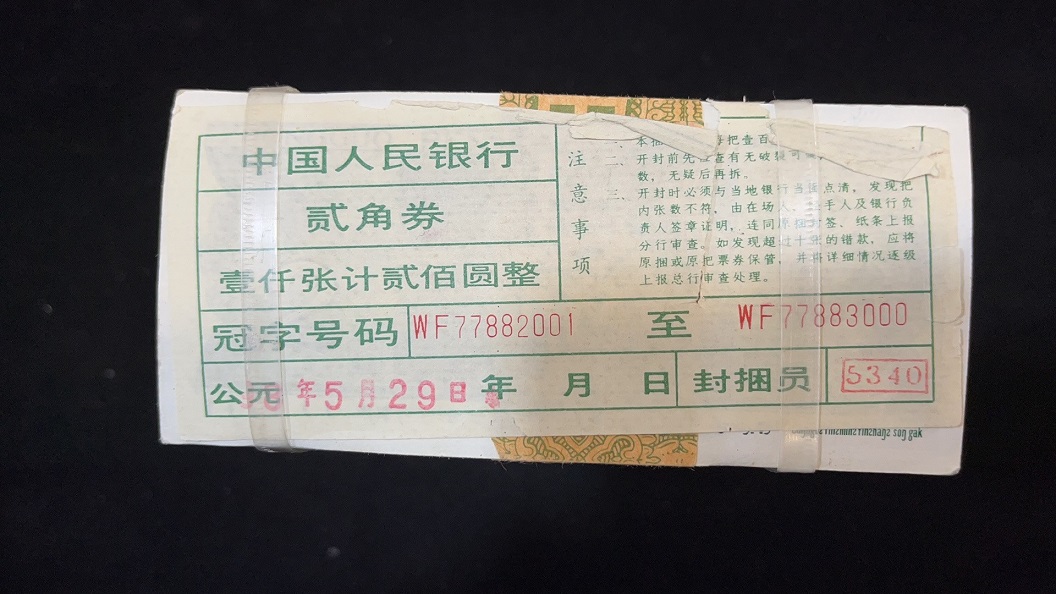 中国人民银行
贰角券
壹仟张计贰佰圆整
注意事项
一、本捆
每把壹百
二、开封前先
查有无破
数，无疑后再拆。
三、开封时必须与当地银行当面点清，发现把
内张数不符，由在场人、经手人及银行负
责人签章证明，连同原捆封签、纸条上报
分行审查。如发现超过十张的错款，应将
原捆或原把票券保管，并将详细情况逐级
上报总行审查处理。
冠字号码 WF77882001 至 WF77883000
公元 年5月29日 年 月 日 封捆员 5340